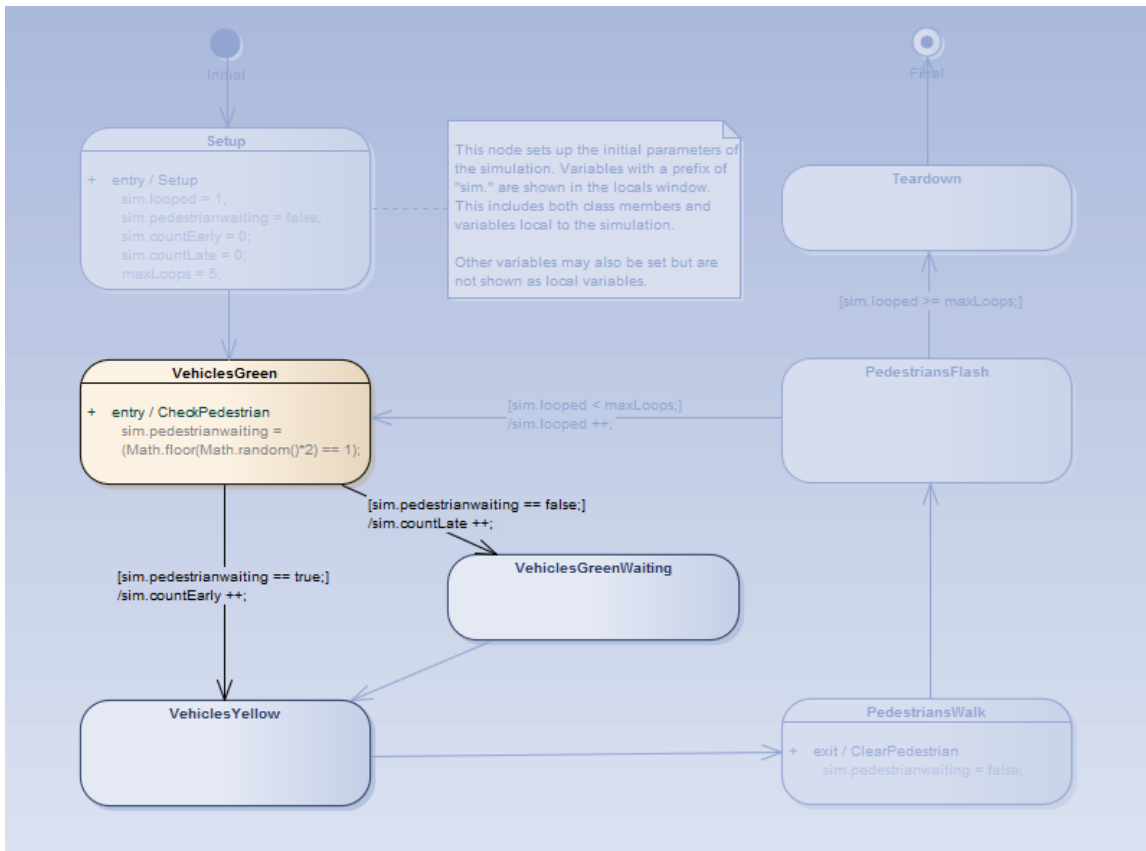 Initial
Final
Setup
+ entry / Setup
sim.looped = 1;
sim.pedestrianwaiting = false;
sim.countEarly = 0;
sim.countLate = 0;
maxLoops = 5;
This node sets up the initial parameters of
the simulation. Variables with a prefix of
"sim." are shown in the locals window.
This includes both class members and
variables local to the simulation.
Other variables may also be set but are
not shown as local variables.
Teardown
[sim.looped >= maxLoops;]
VehiclesGreen
+ entry / CheckPedestrian
sim.pedestrianwaiting =
(Math.floor(Math.random()*2) == 1);
[sim.looped < maxLoops;]
/sim.looped ++;
PedestriansFlash
[sim.pedestrianwaiting == false;]
/sim.countLate ++;
[sim.pedestrianwaiting == true;]
/sim.countEarly ++;
VehiclesGreenWaiting
VehiclesYellow
PedestriansWalk
+ exit / ClearPedestrian
sim.pedestrianwaiting = false;